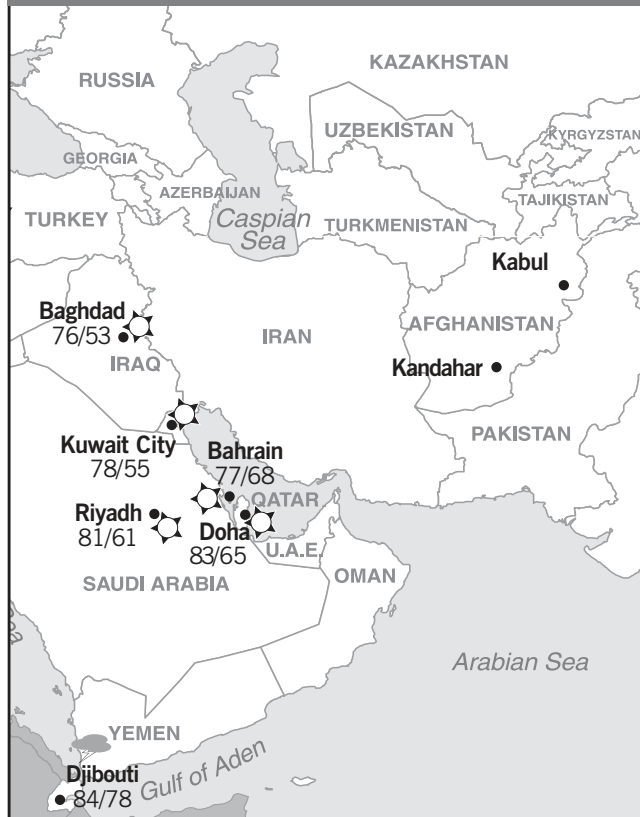 KAZAKHSTAN
RUSSIA
UZBEKISTAN
KYRGYZSTAN
GEORGIA
AZERBAIJAN
TAJIKISTAN
TURKEY
Caspian
Sea
TURKMENISTAN
Kabul
Baghdad
76/53
IRAQ
IRAN
AFGHANISTAN
Kandahar
PAKISTAN
Kuwait City
78/55
Bahrain
77/68
QATAR
Riyadh
81/61
Doha
83/65
U.A.E.
SAUDI ARABIA
OMAN
Arabian Sea
YEMEN
Gulf of Aden
Djibouti
84/78